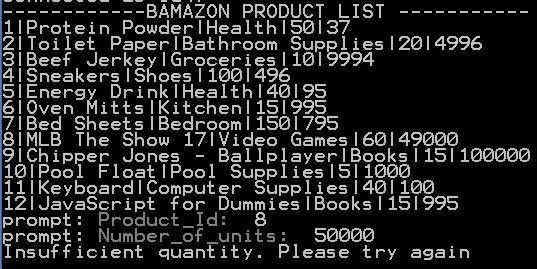 ------------BAMAZON PRODUCT LIST ------------
1|Protein Powder|Health|50|37
2|Toilet Paper|Bathroom Supplies|20|4996
3|Beef Jerkey|Groceries|10|9994
4|Sneakers|Shoes|100|496
5|Energy Drink|Health|40|95
6|Oven Mitts|Kitchen|15|995
7|Bed Sheets|Bedroom|150|795
8|MLB The Show 17|Video Games|60|49000
9|Chipper Jones - Ballplayer|Books|15|100000
10|Pool Float|Pool Supplies|5|1000
11|Keyboard|Computer Supplies|40|100
12|JavaScript for Dummies|Books|15|995
prompt: Product_Id:  8
prompt: Number_of_units:  50000
Insufficient quantity. Please try again